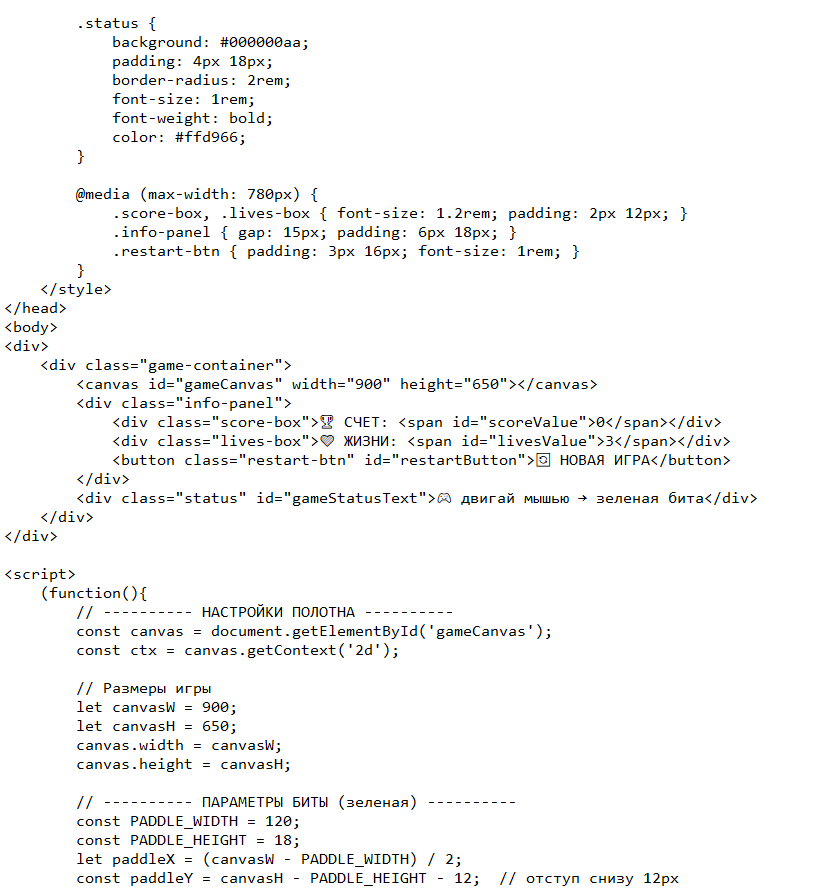 .status {
background: #000000aa;
padding: 4px 18px;
border-radius: 2rem;
font-size: 1rem;
font-weight: bold;
color: #ffd966;
}
@media (max-width: 780px) {
.score-box, .lives-box { font-size: 1.2rem; padding: 2px 12px; }
.info-panel { gap: 15px; padding: 6px 18px; }
.restart-btn { padding: 3px 16px; font-size: 1rem; }
}
</style>
</head>
<body>
<div>
<div class="game-container">
<canvas id="gameCanvas" width="900" height="650"></canvas>
<div class="info-panel">
<div class="score-box">🏆 СЧЕТ: <span id="scoreValue">0</span></div>
<div class="lives-box">💛 ЖИЗНИ: <span id="livesValue">3</span></div>
<button class="restart-btn" id="restartButton">🔄 НОВАЯ ИГРА</button>
</div>
<div class="status" id="gameStatusText">🎮 двигай мышью → зеленая бита</div>
</div>
</div>
<script>
(function(){
// ---------- НАСТРОЙКИ ПОЛОТНА ----------
const canvas = document.getElementById('gameCanvas');
const ctx = canvas.getContext('2d');
// Размеры игры
let canvasW = 900;
let canvasH = 650;
canvas.width = canvasW;
canvas.height = canvasH;
// ---------- ПАРАМЕТРЫ БИТЫ (зеленая) ----------
const PADDLE_WIDTH = 120;
const PADDLE_HEIGHT = 18;
let paddleX = (canvasW - PADDLE_WIDTH) / 2;
const paddleY = canvasH - PADDLE_HEIGHT - 12;  // отступ снизу 12px